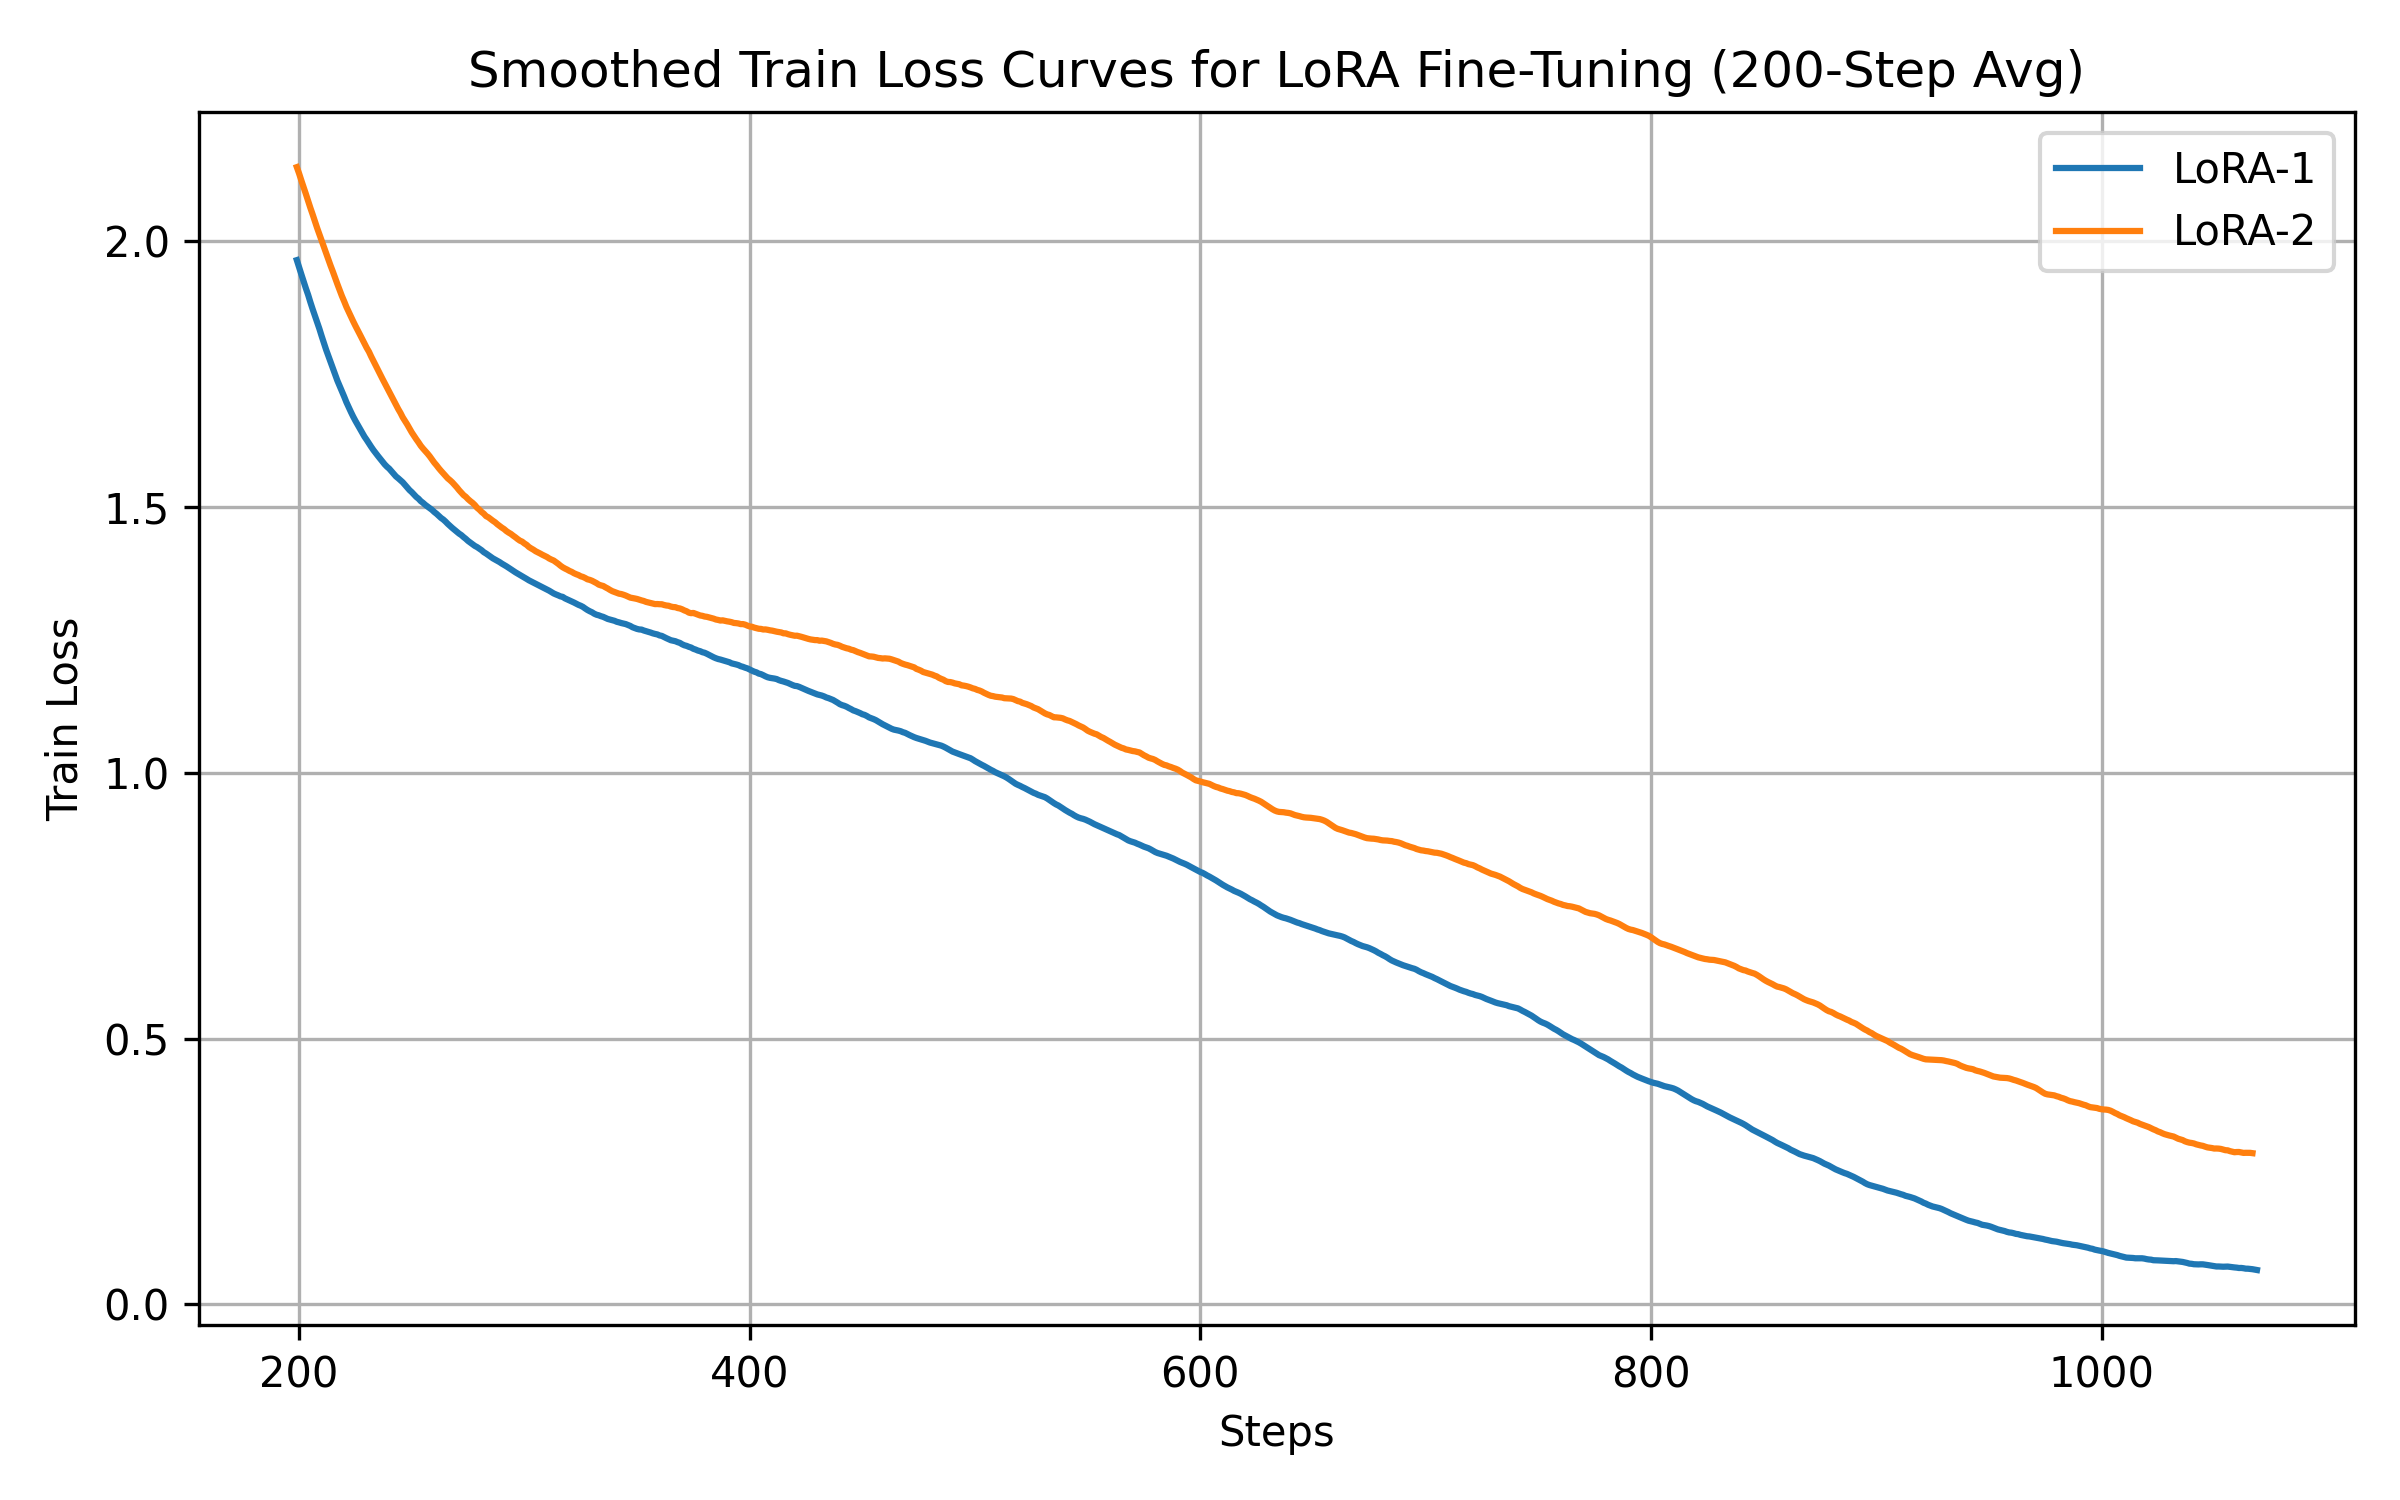 Smoothed Train Loss Curves for LoRA Fine-Tuning (200-Step Avg)
LoRA-1
LoRA-2
2.0
1.5
1.0
0.5
0.0
Train Loss
200 400 600 800 1000
Steps